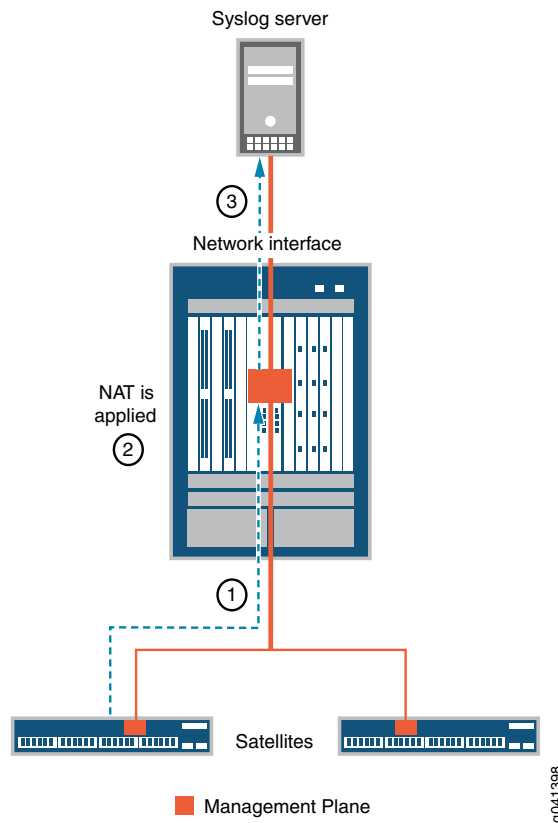 Syslog server
3
Network interface
NAT is
applied
2
1
Satellites
Management Plane
g041398